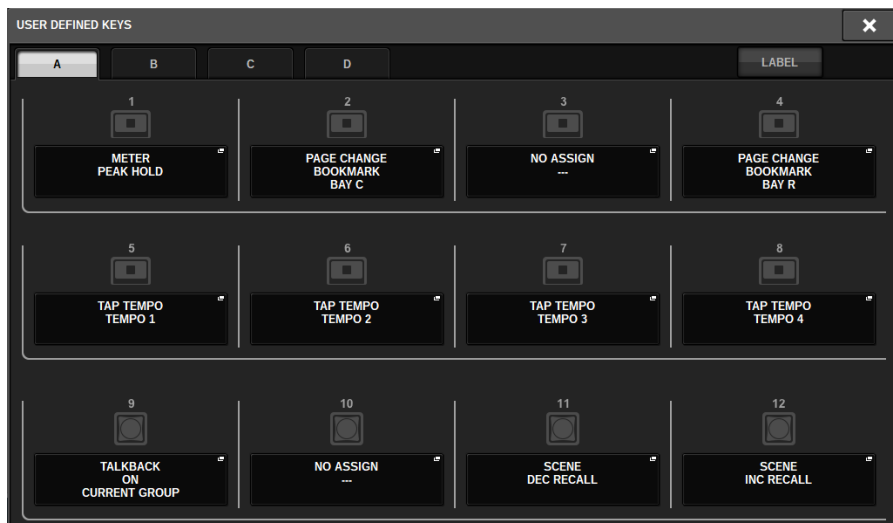 USER DEFINED KEYS
A B C D LABEL
1 2 3 4
METER
PEAK HOLD
PAGE CHANGE
BOOKMARK
BAY C
NO ASSIGN
---
PAGE CHANGE
BOOKMARK
BAY R
5 6 7 8
TAP TEMPO
TEMPO 1
TAP TEMPO
TEMPO 2
TAP TEMPO
TEMPO 3
TAP TEMPO
TEMPO 4
9 10 11 12
TALKBACK
ON
CURRENT GROUP
NO ASSIGN
---
SCENE
DEC RECALL
SCENE
INC RECALL